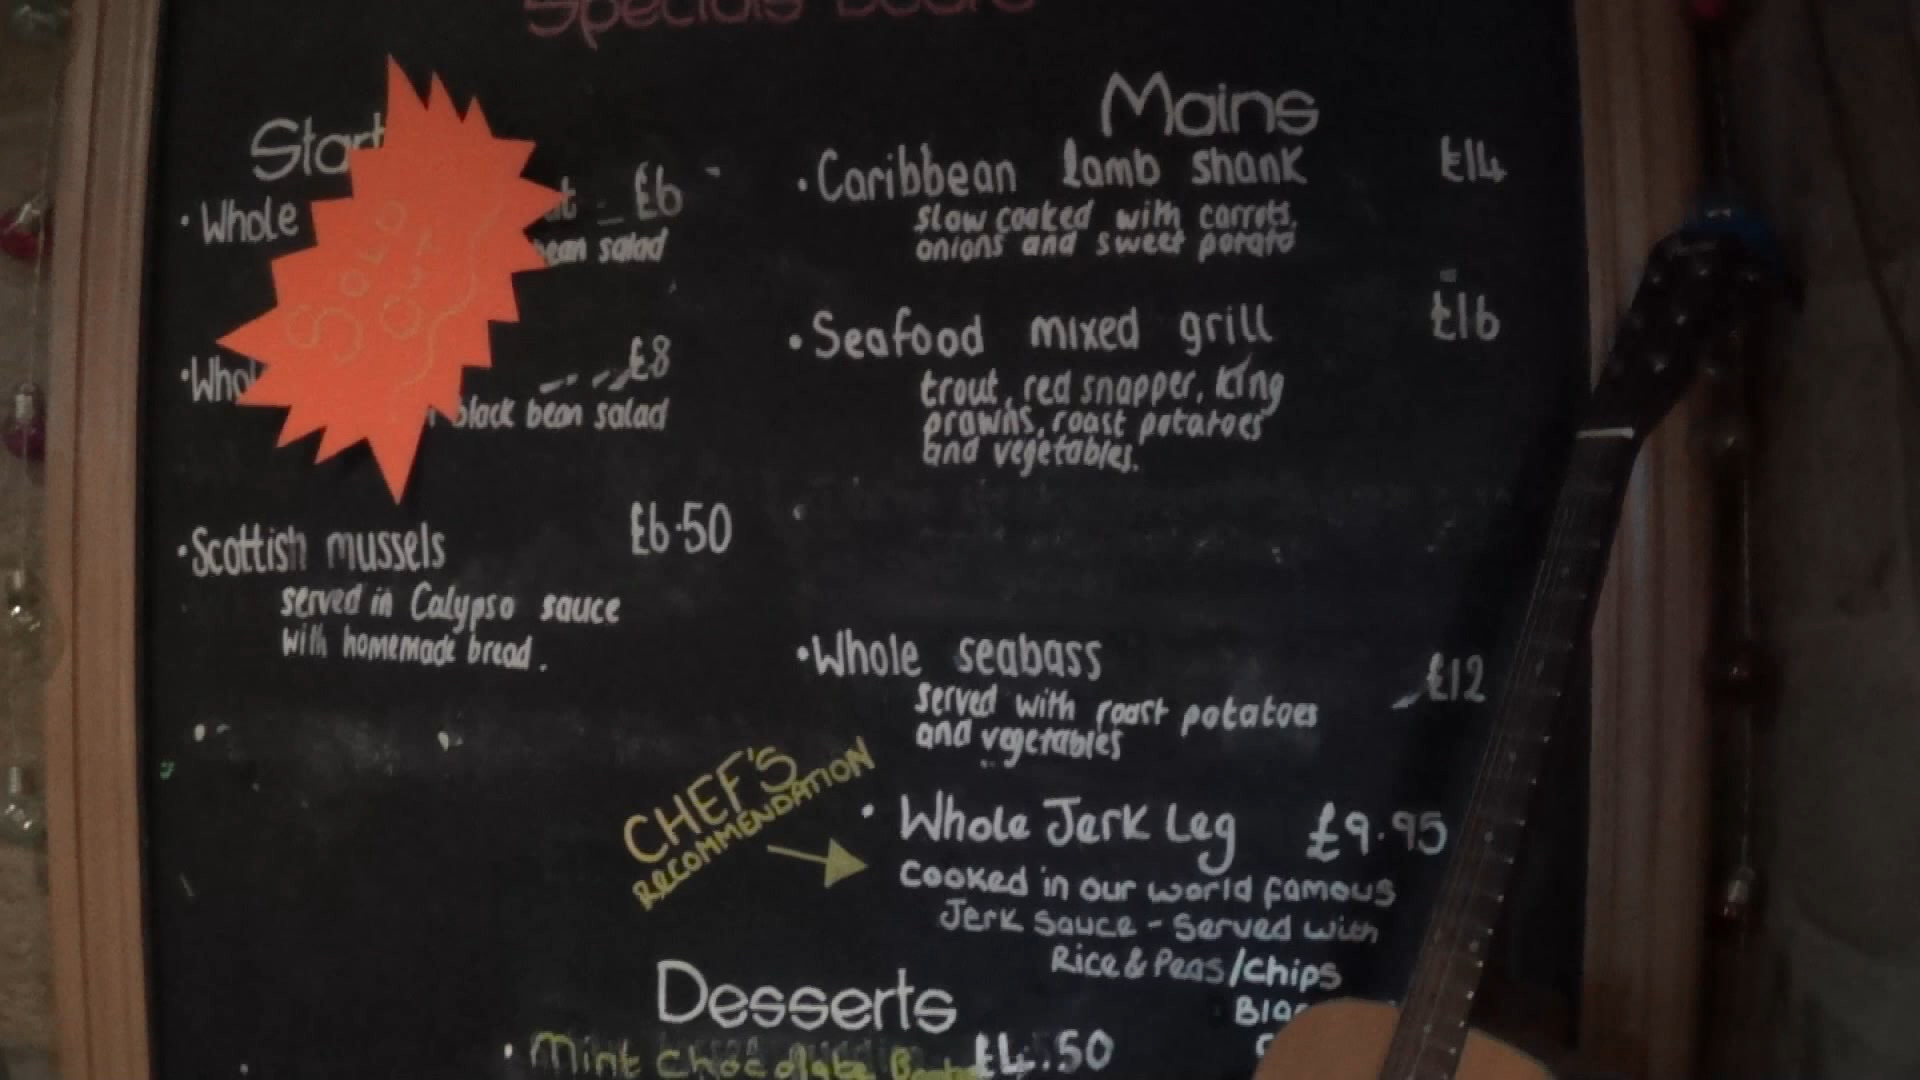 Specials Board
Start
Whole
SOLD
OUT
£6
bean salad
£8
black bean salad
Scottish mussels £6.50
served in Calypso sauce
with homemade bread.
Mains
Caribbean lamb shank £14
slow cooked with carrots,
onions and sweet potato
Seafood mixed grill £16
trout, red snapper, king
prawns, roast potatoes
and vegetables.
Whole seabass £12
served with roast potatoes
and vegetables
CHEF'S
RECOMMENDATION
Whole Jerk Leg £9.95
Cooked in our world famous
Jerk Sauce - Served with
Rice & Peas/Chips
Desserts
Mint Chocolate £4.50